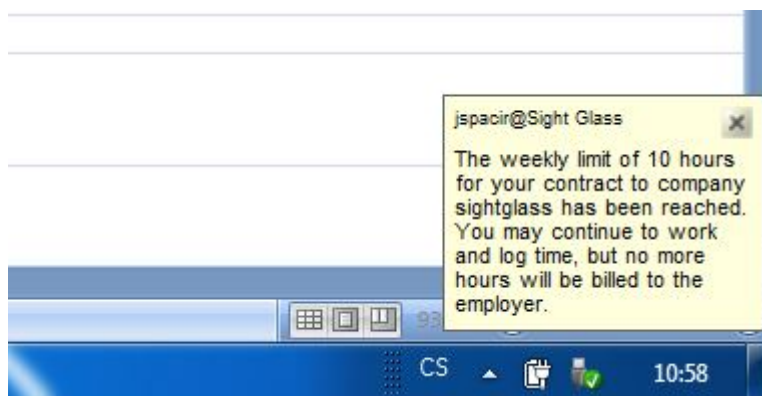 jspacir@Sight Glass
The weekly limit of 10 hours
for your contract to company
sightglass has been reached.
You may continue to work
and log time, but no more
hours will be billed to the
employer.
CS
10:58